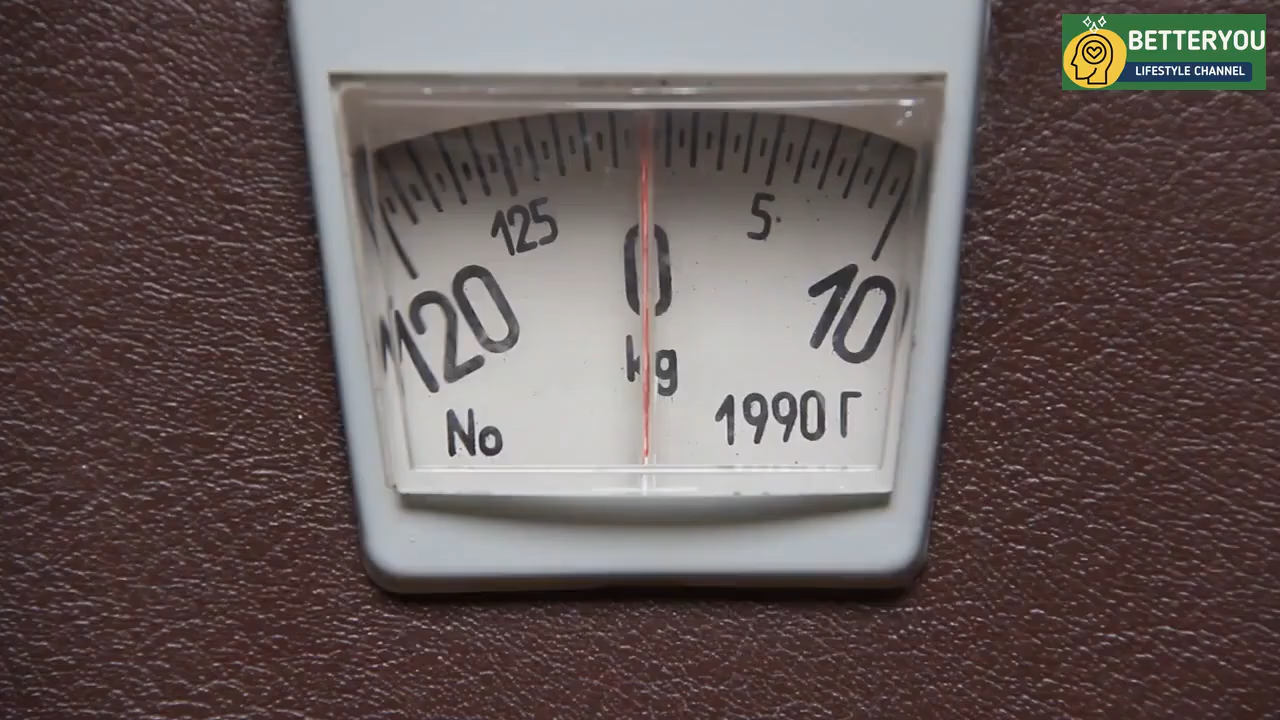 BETTERYOU
LIFESTYLE CHANNEL
125
5
120
0
10
kg
No
1990 Г